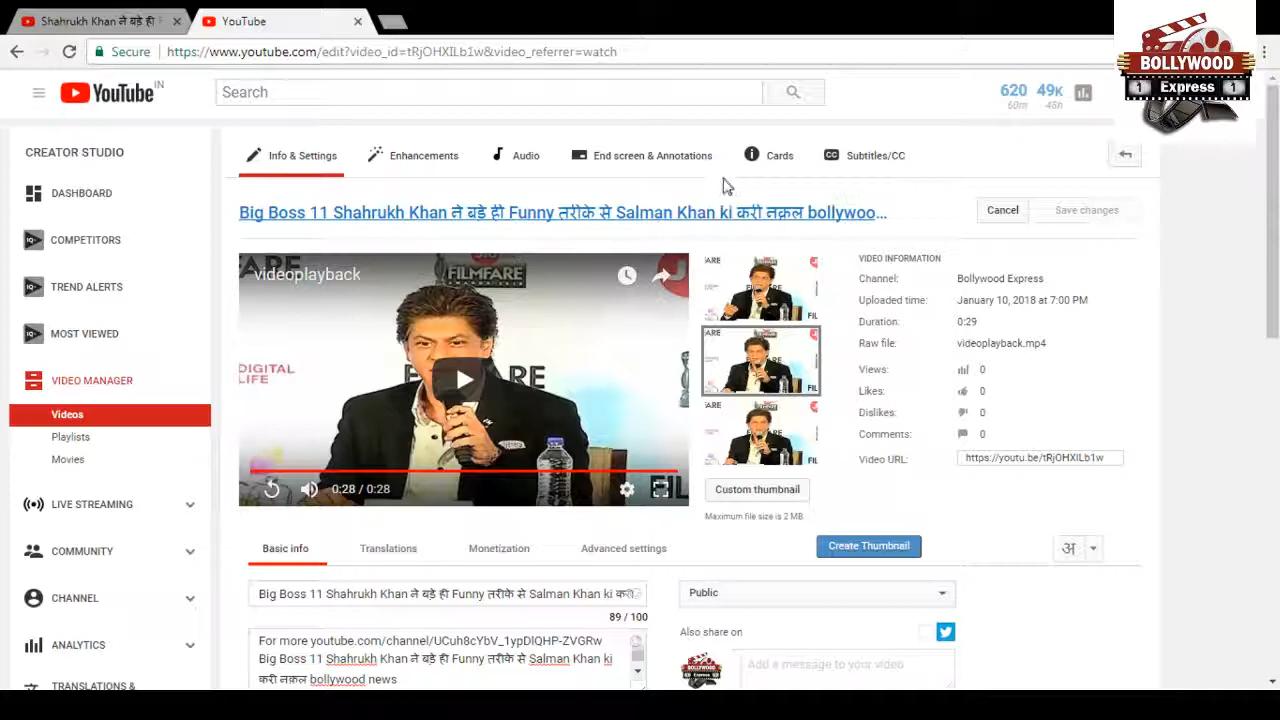 Shahrukh Khan ने बड़े ही
YouTube
Secure
https://www.youtube.com/edit?video_id=tRjOHXILb1w&video_referrer=watch
BOLLYWOOD
1 Express 1
YouTube IN
Search
620 49K
60m 48h
CREATOR STUDIO
Info & Settings
Enhancements
Audio
End screen & Annotations
Cards
CC Subtitles/CC
DASHBOARD
COMPETITORS
TREND ALERTS
MOST VIEWED
VIDEO MANAGER
Videos
Playlists
Movies
LIVE STREAMING
COMMUNITY
CHANNEL
ANALYTICS
TRANSLATIONS &
Big Boss 11 Shahrukh Khan ने बड़े ही Funny तरीके से Salman Khan ki करी नक़ल bollywoo...
Cancel
Save changes
videoplayback
FILMFARE
DIGITAL
LIFE
0:28 / 0:28
Custom thumbnail
Maximum file size is 2 MB.
VIDEO INFORMATION
Channel: Bollywood Express
Uploaded time: January 10, 2018 at 7:00 PM
Duration: 0:29
Raw file: videoplayback.mp4
Views: 0
Likes: 0
Dislikes: 0
Comments: 0
Video URL: https://youtu.be/tRjOHXILb1w
Basic info
Translations
Monetization
Advanced settings
Create Thumbnail
अ
Big Boss 11 Shahrukh Khan ने बड़े ही Funny तरीके से Salman Khan ki करी
89 / 100
For more youtube.com/channel/UCuh8cYbV_1ypDlQHP-ZVGRw
Big Boss 11 Shahrukh Khan ने बड़े ही Funny तरीके से Salman Khan ki
करी नक़ल bollywood news
Public
Also share on
Add a message to your video